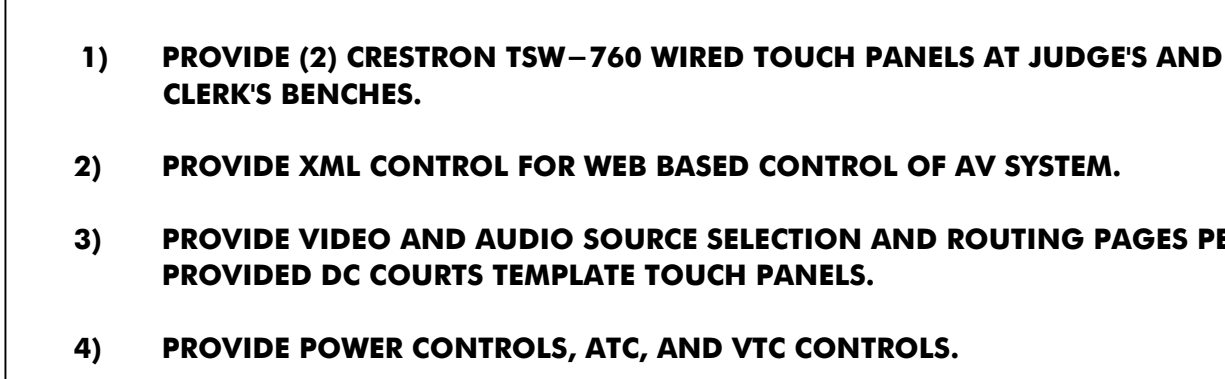 1) PROVIDE (2) CRESTRON TSW-760 WIRED TOUCH PANELS AT JUDGE'S AND
CLERK'S BENCHES.
2) PROVIDE XML CONTROL FOR WEB BASED CONTROL OF AV SYSTEM.
3) PROVIDE VIDEO AND AUDIO SOURCE SELECTION AND ROUTING PAGES
PROVIDED DC COURTS TEMPLATE TOUCH PANELS.
4) PROVIDE POWER CONTROLS, ATC, AND VTC CONTROLS.